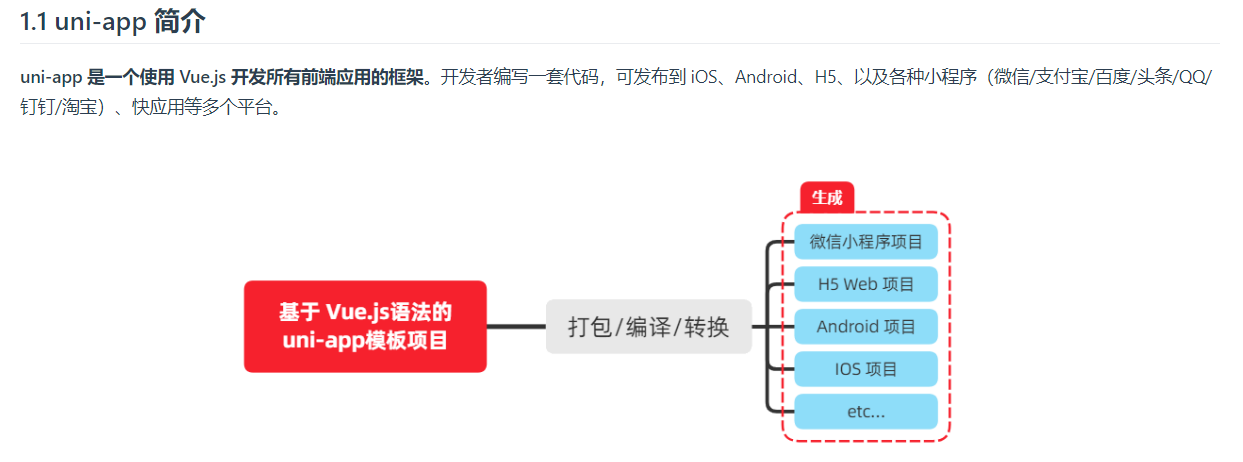 1.1 uni-app 简介
uni-app 是一个使用 Vue.js 开发所有前端应用的框架。开发者编写一套代码，可发布到 iOS、Android、H5、以及各种小程序（微信/支付宝/百度/头条/QQ/
钉钉/淘宝）、快应用等多个平台。
基于 Vue.js语法的
uni-app模板项目
打包/编译/转换
生成
微信小程序项目
H5 Web 项目
Android 项目
IOS 项目
etc...